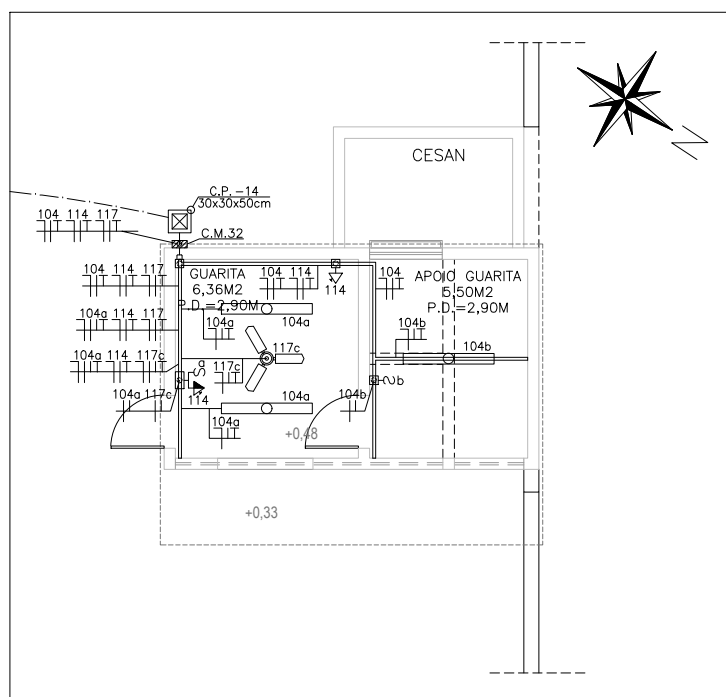 CESAN
C.P.-14
30x30x50cm
104 114 117
C.M.32
104 114 117
GUARITA
6,36M2
P.D.=2,90M
104 114
114
104
APOIO GUARITA
5,50M2
P.D.=2,90M
104a 114 117
104a
104a
104b
104b
117c
104a 114 117c
Sa
117c
114
104a 117c
104a
104a
104b
b
+0,48
+0,33
N